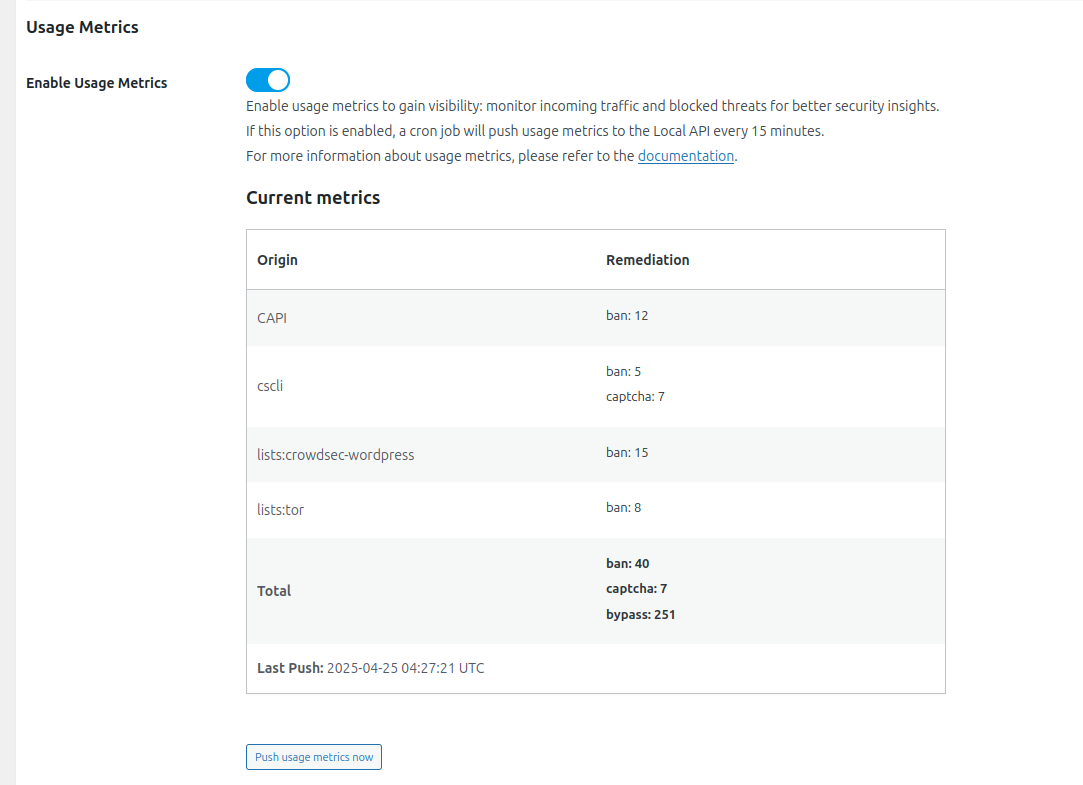 Usage Metrics
Enable Usage Metrics
Enable usage metrics to gain visibility: monitor incoming traffic and blocked threats for better security insights.
If this option is enabled, a cron job will push usage metrics to the Local API every 15 minutes.
For more information about usage metrics, please refer to the documentation.
Current metrics
Origin Remediation
CAPI ban: 12
cscli ban: 5
captcha: 7
lists:crowdsec-wordpress ban: 15
lists:tor ban: 8
Total ban: 40
captcha: 7
bypass: 251
Last Push: 2025-04-25 04:27:21 UTC
Push usage metrics now